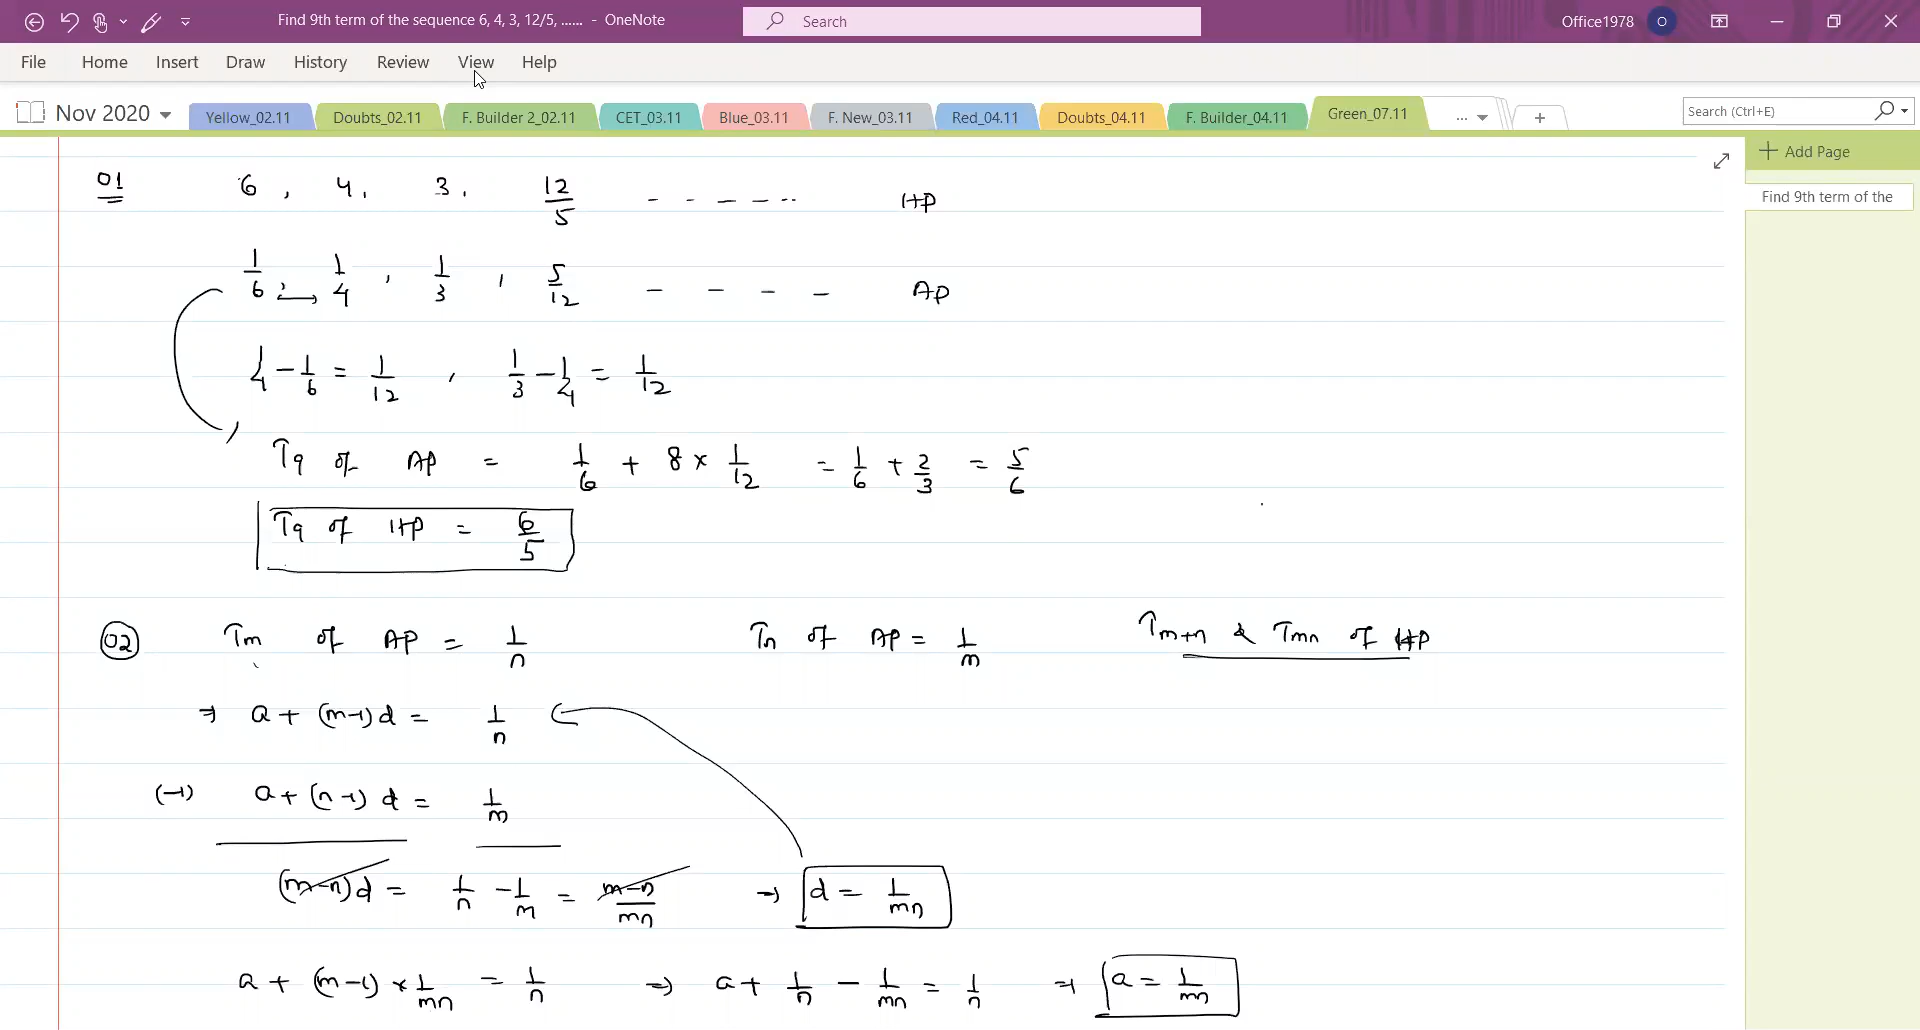 Find 9th term of the sequence 6, 4, 3, 12/5, ...... - OneNote
Search
Office1978
O
File Home Insert Draw History Review View Help
Nov 2020
Yellow_02.11 Doubts_02.11 F. Builder 2_02.11 CET_03.11 Blue_03.11 F. New_03.11 Red_04.11 Doubts_04.11 F. Builder_04.11 Green_07.11 ... +
Search (Ctrl+E)
+ Add Page
Find 9th term of the
01 6, 4, 3, 12/5 ------ HP
1/6, 1/4, 1/3, 5/12 ---- AP
1/4 - 1/6 = 1/12, 1/3 - 1/4 = 1/12
T9 of AP = 1/6 + 8 × 1/12 = 1/6 + 2/3 = 5/6
T9 of HP = 6/5
02 Tm of AP = 1/n Tn of AP = 1/m Tm+n & Tmn of HP
⇒ a + (m-1)d = 1/n
(-) a + (n-1)d = 1/m
(m-n)d = 1/n - 1/m = m-n/mn ⇒ d = 1/mn
a + (m-1) × 1/mn = 1/n ⇒ a + 1/n - 1/mn = 1/n ⇒ a = 1/mn